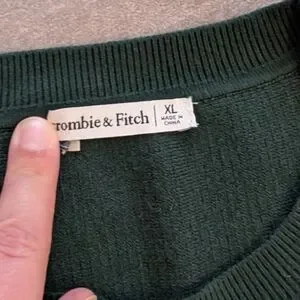 rombie & Fitch
XL
MADE IN
CHINA